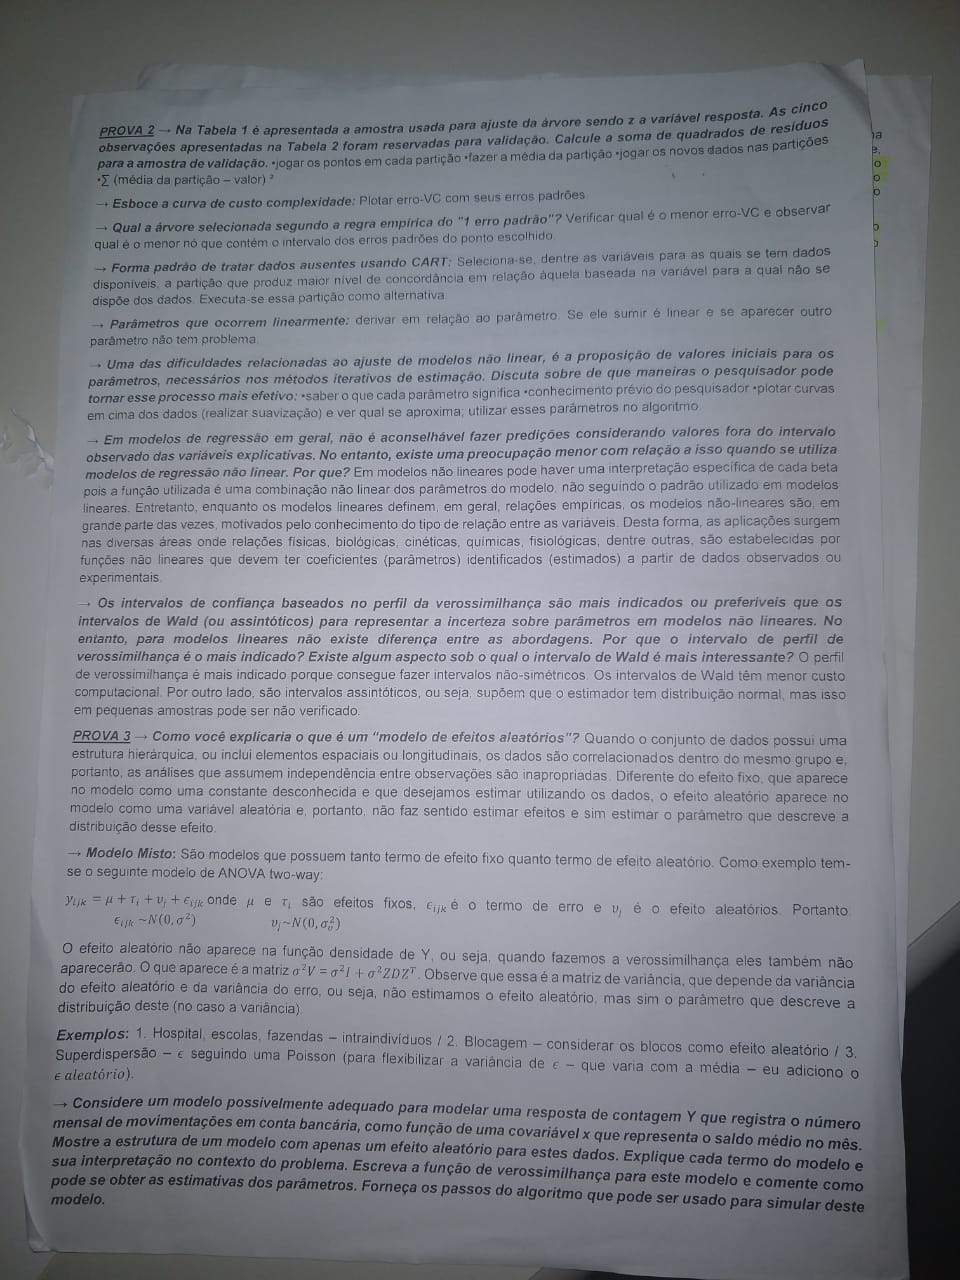 PROVA 2 → Na Tabela 1 é apresentada a amostra usada para ajuste da árvore sendo z a variável resposta. As cinco
observações apresentadas na Tabela 2 foram reservadas para validação. Calcule a soma de quadrados de resíduos
para a amostra de validação. •jogar os pontos em cada partição •fazer a média da partição •jogar os novos dados nas partições
•∑ (média da partição – valor) ²
→ Esboce a curva de custo complexidade: Plotar erro-VC com seus erros padrões.
→ Qual a árvore selecionada segundo a regra empírica do "1 erro padrão"? Verificar qual é o menor erro-VC e observar
qual é o menor nó que contém o intervalo dos erros padrões do ponto escolhido.
→ Forma padrão de tratar dados ausentes usando CART: Seleciona-se, dentre as variáveis para as quais se tem dados
disponíveis, a partição que produz maior nível de concordância em relação àquela baseada na variável para a qual não se
dispõe dos dados. Executa-se essa partição como alternativa.
→ Parâmetros que ocorrem linearmente: derivar em relação ao parâmetro. Se ele sumir é linear e se aparecer outro
parâmetro não tem problema.
→ Uma das dificuldades relacionadas ao ajuste de modelos não linear, é a proposição de valores iniciais para os
parâmetros, necessários nos métodos iterativos de estimação. Discuta sobre de que maneiras o pesquisador pode
tornar esse processo mais efetivo: •saber o que cada parâmetro significa •conhecimento prévio do pesquisador •plotar curvas
em cima dos dados (realizar suavização) e ver qual se aproxima; utilizar esses parâmetros no algoritmo.
→ Em modelos de regressão em geral, não é aconselhável fazer predições considerando valores fora do intervalo
observado das variáveis explicativas. No entanto, existe uma preocupação menor com relação a isso quando se utiliza
modelos de regressão não linear. Por que? Em modelos não lineares pode haver uma interpretação específica de cada beta
pois a função utilizada é uma combinação não linear dos parâmetros do modelo, não seguindo o padrão utilizado em modelos
lineares. Entretanto, enquanto os modelos lineares definem, em geral, relações empíricas, os modelos não-lineares são, em
grande parte das vezes, motivados pelo conhecimento do tipo de relação entre as variáveis. Desta forma, as aplicações surgem
nas diversas áreas onde relações físicas, biológicas, cinéticas, químicas, fisiológicas, dentre outras, são estabelecidas por
funções não lineares que devem ter coeficientes (parâmetros) identificados (estimados) a partir de dados observados ou
experimentais.
→ Os intervalos de confiança baseados no perfil da verossimilhança são mais indicados ou preferíveis que os
intervalos de Wald (ou assintóticos) para representar a incerteza sobre parâmetros em modelos não lineares. No
entanto, para modelos lineares não existe diferença entre as abordagens. Por que o intervalo de perfil de
verossimilhança é o mais indicado? Existe algum aspecto sob o qual o intervalo de Wald é mais interessante? O perfil
de verossimilhança é mais indicado porque consegue fazer intervalos não-simétricos. Os intervalos de Wald têm menor custo
computacional. Por outro lado, são intervalos assintóticos, ou seja, supõem que o estimador tem distribuição normal, mas isso
em pequenas amostras pode ser não verificado.
PROVA 3 → Como você explicaria o que é um "modelo de efeitos aleatórios"? Quando o conjunto de dados possui uma
estrutura hierárquica, ou inclui elementos espaciais ou longitudinais, os dados são correlacionados dentro do mesmo grupo e,
portanto, as análises que assumem independência entre observações são inapropriadas. Diferente do efeito fixo, que aparece
no modelo como uma constante desconhecida e que desejamos estimar utilizando os dados, o efeito aleatório aparece no
modelo como uma variável aleatória e, portanto, não faz sentido estimar efeitos e sim estimar o parâmetro que descreve a
distribuição desse efeito.
→ Modelo Misto: São modelos que possuem tanto termo de efeito fixo quanto termo de efeito aleatório. Como exemplo tem-
se o seguinte modelo de ANOVA two-way:
y_ijk = μ + τ_i + υ_j + ϵ_ijk onde μ e τ_i são efeitos fixos, ϵ_ijk é o termo de erro e υ_j é o efeito aleatórios. Portanto.
ϵ_ijk ~N(0, σ²) υ_j~N(0, σ_υ²)
O efeito aleatório não aparece na função densidade de Y, ou seja, quando fazemos a verossimilhança eles também não
aparecerão. O que aparece é a matriz σ²V = σ²I + σ²ZDZᵀ. Observe que essa é a matriz de variância, que depende da variância
do efeito aleatório e da variância do erro, ou seja, não estimamos o efeito aleatório, mas sim o parâmetro que descreve a
distribuição deste (no caso a variância).
Exemplos: 1. Hospital, escolas, fazendas – intraindivíduos / 2. Blocagem – considerar os blocos como efeito aleatório / 3.
Superdispersão – ϵ seguindo uma Poisson (para flexibilizar a variância de ϵ – que varia com a média – eu adiciono o
ϵ aleatório).
→ Considere um modelo possivelmente adequado para modelar uma resposta de contagem Y que registra o número
mensal de movimentações em conta bancária, como função de uma covariável x que representa o saldo médio no mês.
Mostre a estrutura de um modelo com apenas um efeito aleatório para estes dados. Explique cada termo do modelo e
sua interpretação no contexto do problema. Escreva a função de verossimilhança para este modelo e comente como
pode se obter as estimativas dos parâmetros. Forneça os passos do algoritmo que pode ser usado para simular deste
modelo.